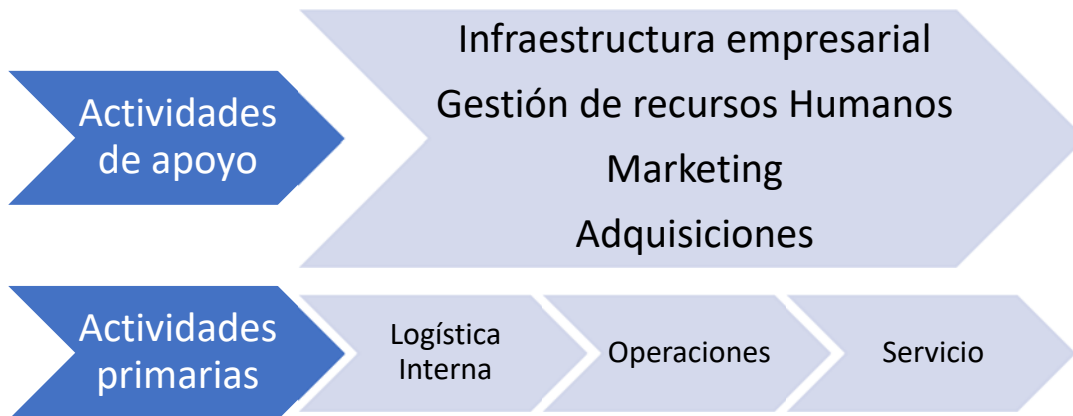 Actividades
de apoyo
Infraestructura empresarial
Gestión de recursos Humanos
Marketing
Adquisiciones
Actividades
primarias
Logística
Interna
Operaciones
Servicio